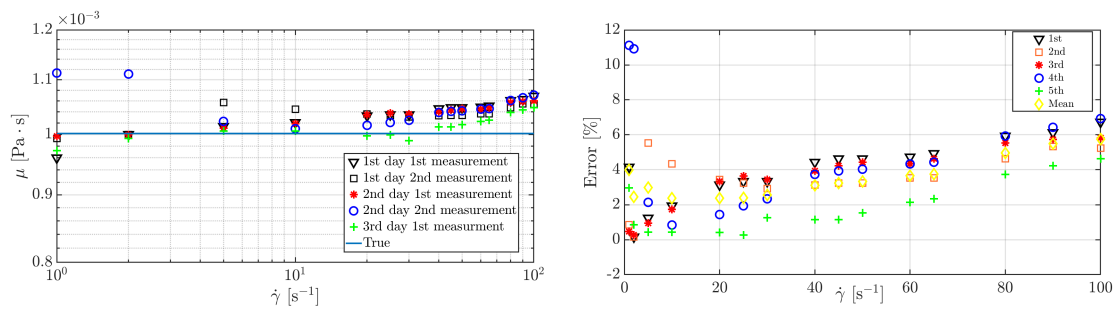 ×10⁻³
1.2
1.1
1
0.9
0.8
μ [Pa · s]
10⁰
10¹
10²
γ̇ [s⁻¹]
1st day 1st measurement
1st day 2nd measurement
2nd day 1st measurement
2nd day 2nd measurement
3rd day 1st measurment
True
12
10
8
6
4
2
0
-2
Error [%]
0
20
40
60
80
100
γ̇ [s⁻¹]
1st
2nd
3rd
4th
5th
Mean